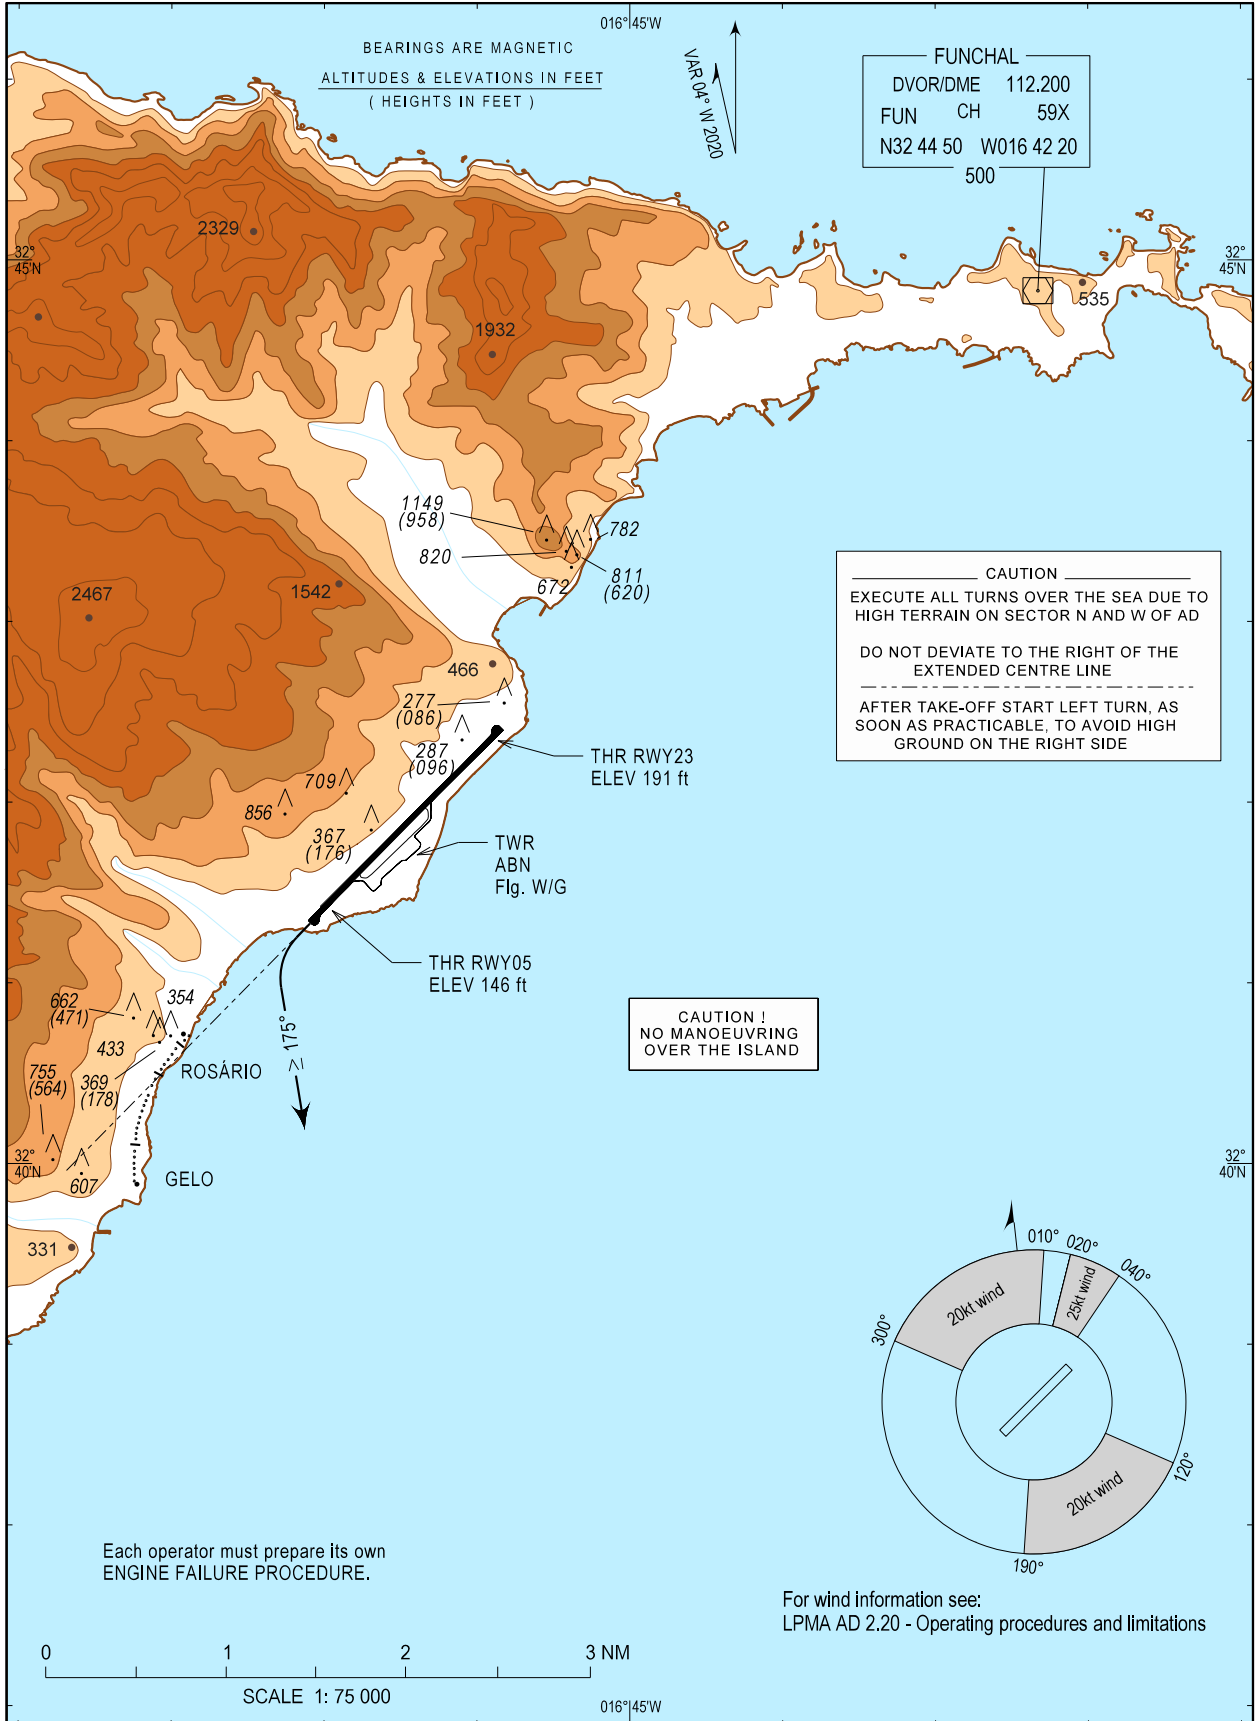 016°45'W
BEARINGS ARE MAGNETIC
ALTITUDES & ELEVATIONS IN FEET
( HEIGHTS IN FEET )
VAR 04° W 2020
FUNCHAL
DVOR/DME 112.200
FUN CH 59X
N32 44 50 W016 42 20
500
2329
32°
45'N
32°
45'N
535
1932
1149
(958)
782
820
811
(620)
672
2467
1542
CAUTION
EXECUTE ALL TURNS OVER THE SEA DUE TO
HIGH TERRAIN ON SECTOR N AND W OF AD
DO NOT DEVIATE TO THE RIGHT OF THE
EXTENDED CENTRE LINE
AFTER TAKE-OFF START LEFT TURN, AS
SOON AS PRACTICABLE, TO AVOID HIGH
GROUND ON THE RIGHT SIDE
466
277
(086)
287
(096)
THR RWY23
ELEV 191 ft
709
856
367
(176)
TWR
ABN
Flg. W/G
THR RWY05
ELEV 146 ft
662
(471)
354
433
≥ 175°
CAUTION !
NO MANOEUVRING
OVER THE ISLAND
755
(564)
369
(178)
ROSÁRIO
32°
40'N
32°
40'N
607
GELO
331
010°
020°
040°
20kt wind
25kt wind
300°
120°
20kt wind
190°
Each operator must prepare its own
ENGINE FAILURE PROCEDURE.
For wind information see:
LPMA AD 2.20 - Operating procedures and limitations
0 1 2 3 NM
SCALE 1: 75 000
016°45'W